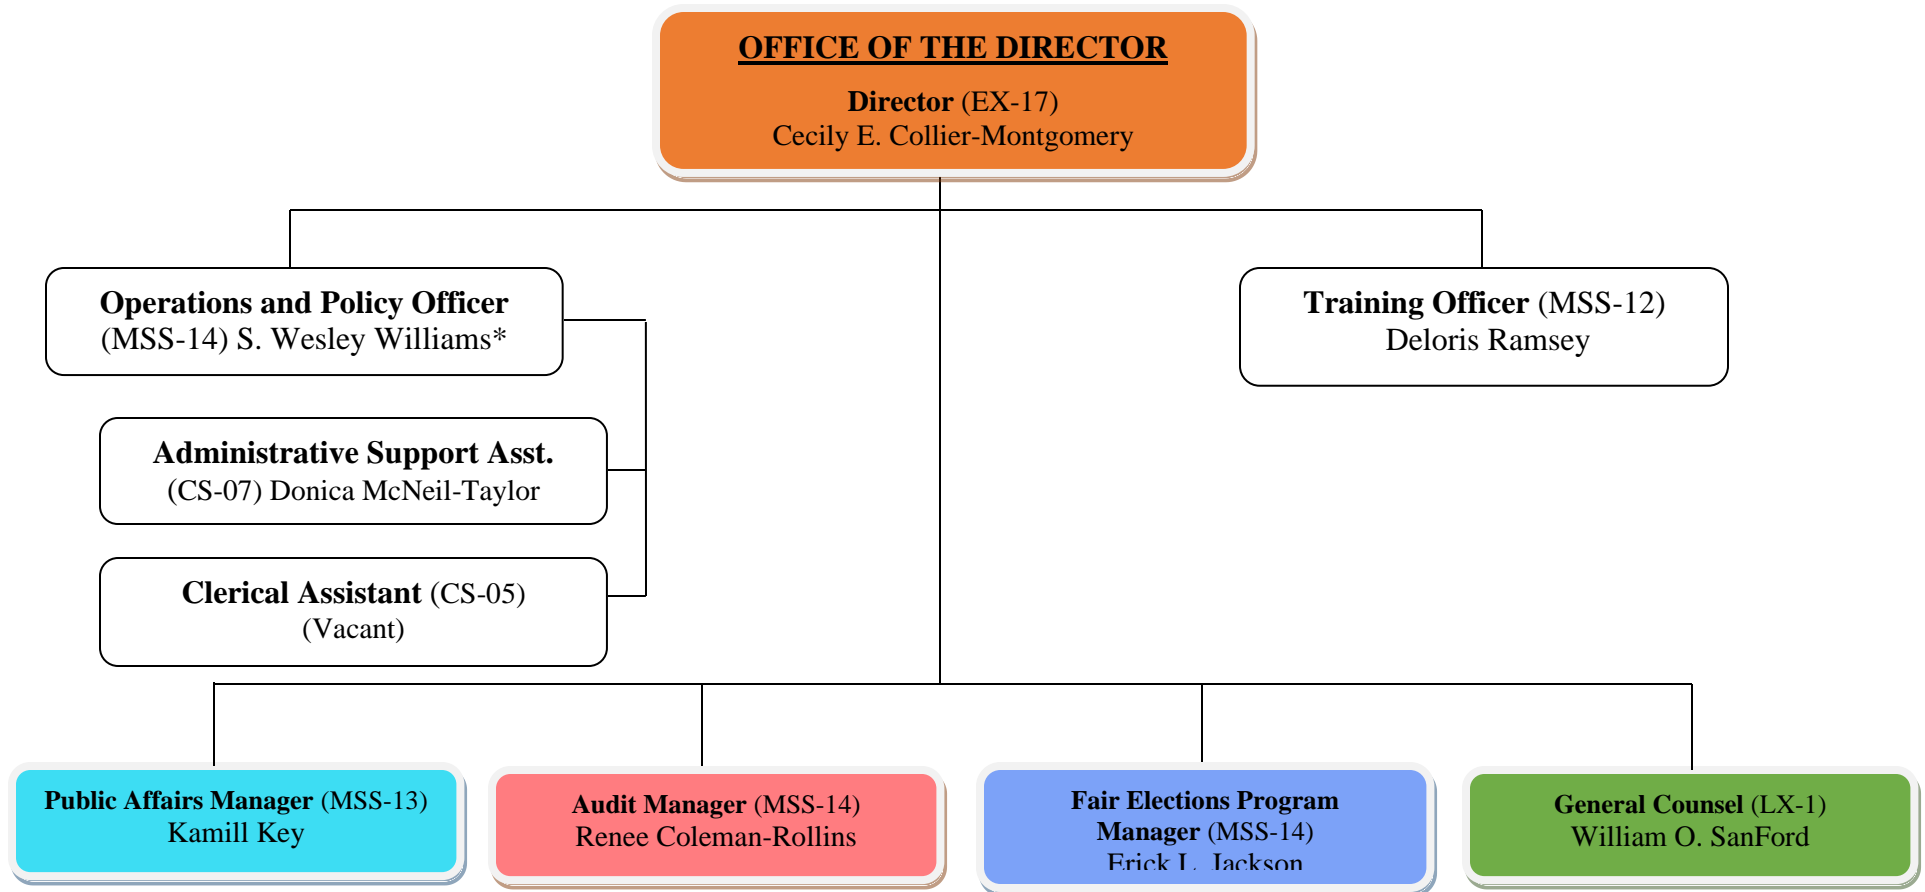 OFFICE OF THE DIRECTOR
Director (EX-17)
Cecily E. Collier-Montgomery
Operations and Policy Officer
(MSS-14) S. Wesley Williams*
Training Officer (MSS-12)
Deloris Ramsey
Administrative Support Asst.
(CS-07) Donica McNeil-Taylor
Clerical Assistant (CS-05)
(Vacant)
Public Affairs Manager (MSS-13)
Kamill Key
Audit Manager (MSS-14)
Renee Coleman-Rollins
Fair Elections Program
Manager (MSS-14)
Erick L. Jackson
General Counsel (LX-1)
William O. SanFord